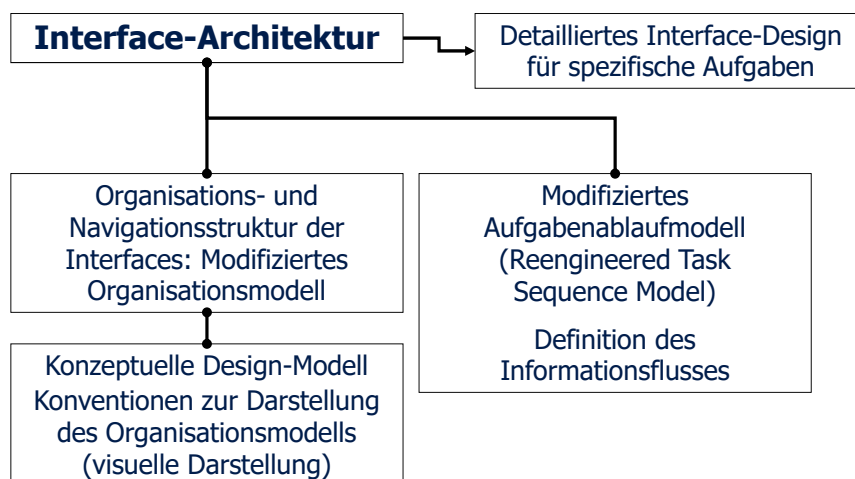 Interface-Architektur
Detailliertes Interface-Design
für spezifische Aufgaben
Organisations- und
Navigationsstruktur der
Interfaces: Modifiziertes
Organisationsmodell
Modifiziertes
Aufgabenablaufmodell
(Reengineered Task
Sequence Model)
Definition des
Informationsflusses
Konzeptuelle Design-Modell
Konventionen zur Darstellung
des Organisationsmodells
(visuelle Darstellung)